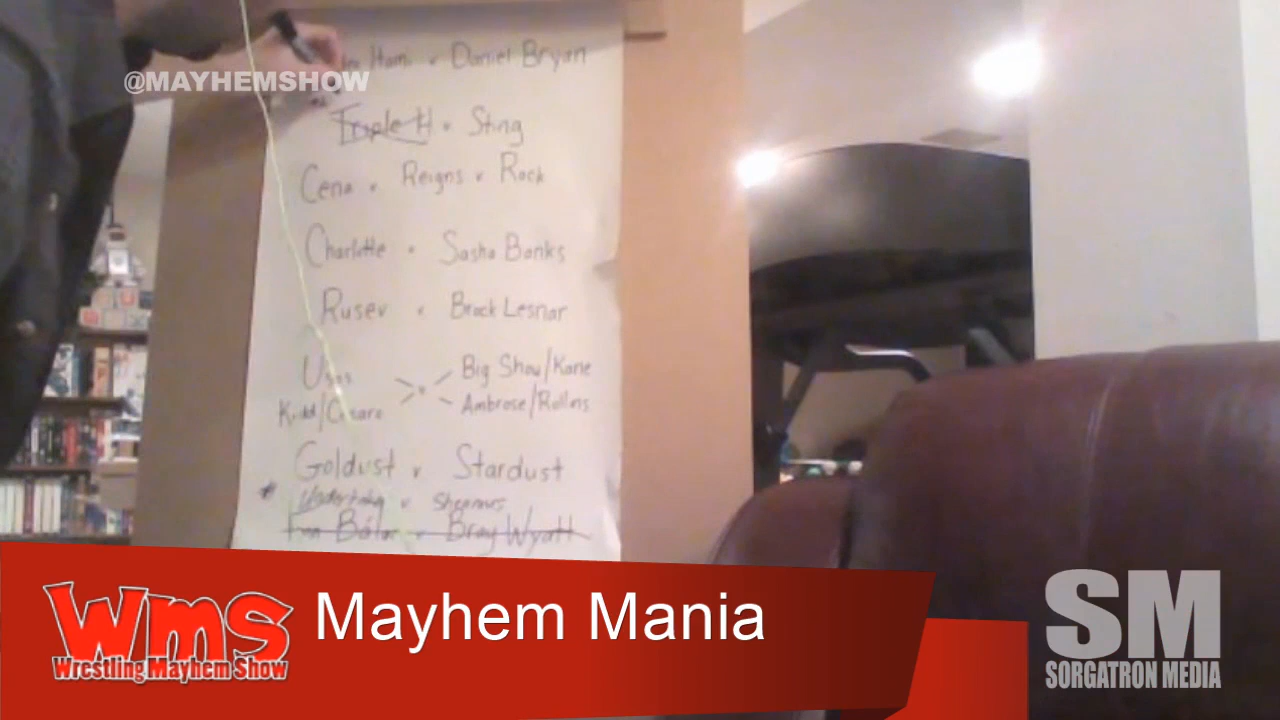 Itami v Daniel Bryan
@MAYHEMSHOW
Triple H v Sting
Cena v Reigns v Rock
Charlotte v Sasha Banks
Rusev v Brock Lesnar
Usos Big Show/Kane
v
Kidd/Cesaro Ambrose/Rollins
Goldust v Stardust
v Sheamus
Bálor v Bray Wyatt
Wms Mayhem Mania
Wrestling Mayhem Show
SM
SORGATRON MEDIA